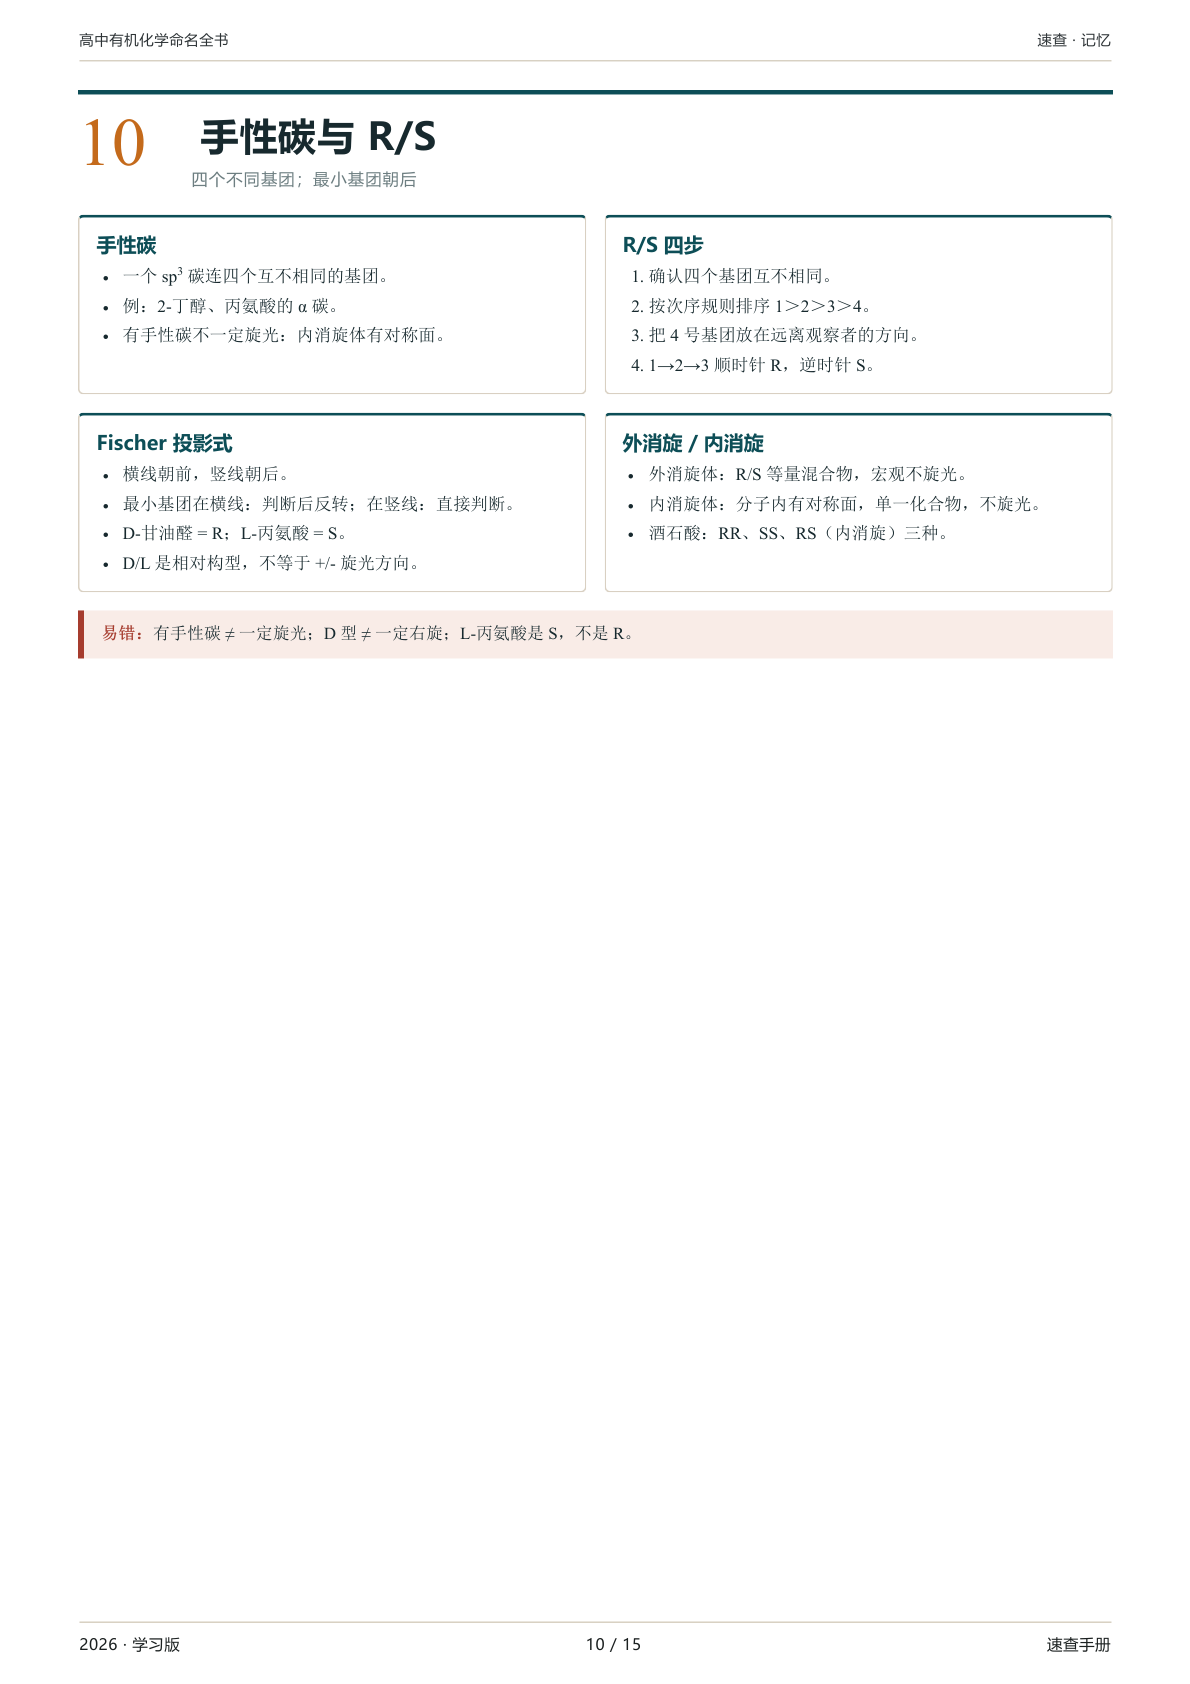 高中有机化学命名全书
速查 · 记忆
10
手性碳与 R/S
四个不同基团；最小基团朝后
手性碳
• 一个 sp³ 碳连四个互不相同的基团。
• 例：2-丁醇、丙氨酸的 α 碳。
• 有手性碳不一定旋光：内消旋体有对称面。
R/S 四步
1. 确认四个基团互不相同。
2. 按次序规则排序 1＞2＞3＞4。
3. 把 4 号基团放在远离观察者的方向。
4. 1→2→3 顺时针 R，逆时针 S。
Fischer 投影式
• 横线朝前，竖线朝后。
• 最小基团在横线：判断后反转；在竖线：直接判断。
• D-甘油醛 = R；L-丙氨酸 = S。
• D/L 是相对构型，不等于 +/- 旋光方向。
外消旋 / 内消旋
• 外消旋体：R/S 等量混合物，宏观不旋光。
• 内消旋体：分子内有对称面，单一化合物，不旋光。
• 酒石酸：RR、SS、RS（内消旋）三种。
易错：有手性碳 ≠ 一定旋光；D 型 ≠ 一定右旋；L-丙氨酸是 S，不是 R。
2026 · 学习版
10 / 15
速查手册